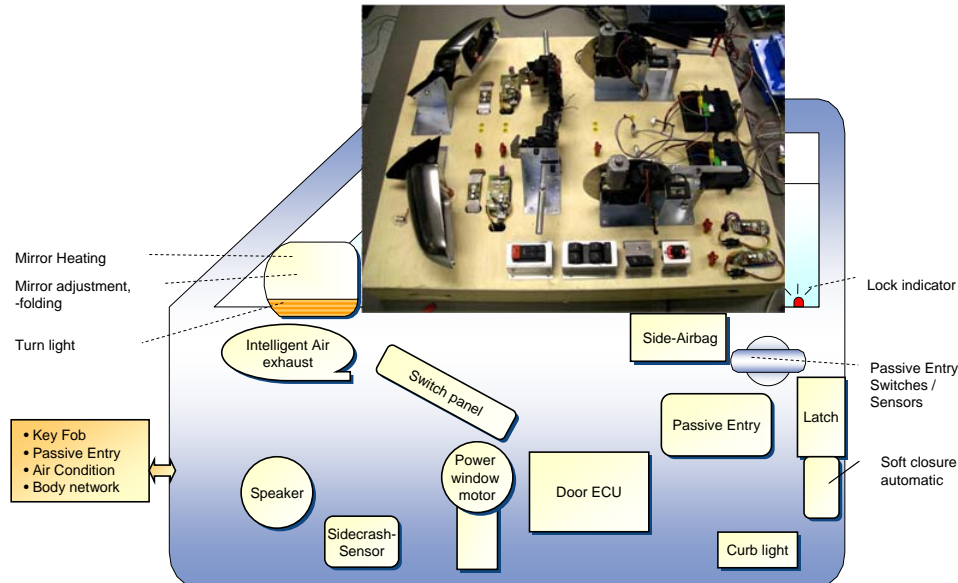 Mirror Heating
Mirror adjustment,
-folding
Turn light
Intelligent Air
exhaust
Switch panel
Side-Airbag
Lock indicator
Passive Entry
Switches /
Sensors
Passive Entry
Latch
Soft closure
automatic
• Key Fob
• Passive Entry
• Air Condition
• Body network
Speaker
Sidecrash-
Sensor
Power
window
motor
Door ECU
Curb light